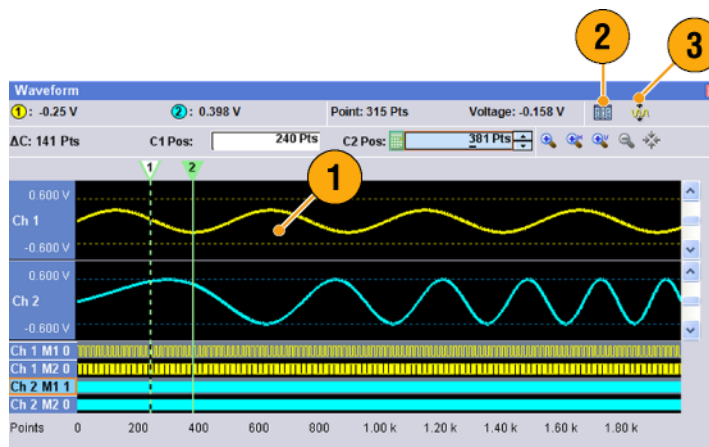 2
3
Waveform
1 : -0.25 V 2 : 0.398 V Point: 315 Pts Voltage: -0.158 V
ΔC: 141 Pts C1 Pos: 240 Pts C2 Pos: 381 Pts
1 2
1
0.600 V
Ch 1
-0.600 V
0.600 V
Ch 2
-0.600 V
Ch 1 M1 0
Ch 1 M2 0
Ch 2 M1 1
Ch 2 M2 0
Points 0 200 400 600 800 1.00 k 1.20 k 1.40 k 1.60 k 1.80 k